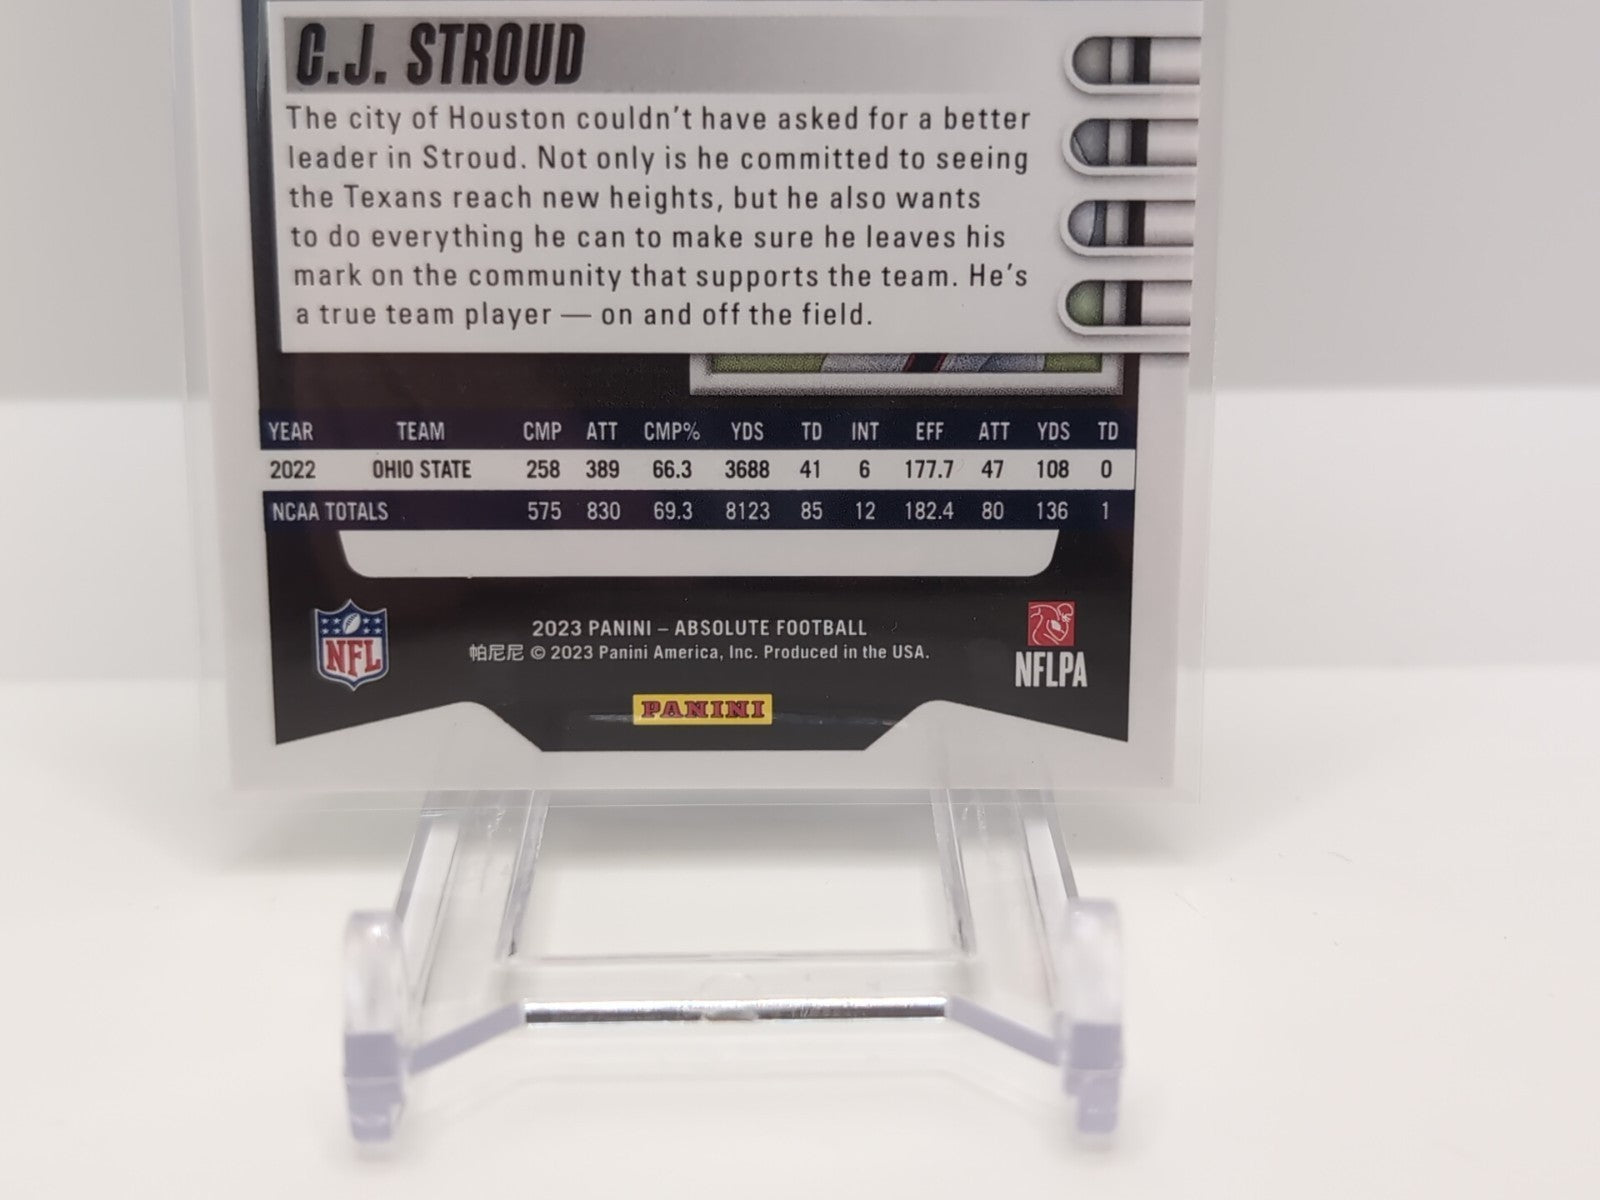 C.J. STROUD
The city of Houston couldn't have asked for a better
leader in Stroud. Not only is he committed to seeing
the Texans reach new heights, but he also wants
to do everything he can to make sure he leaves his
mark on the community that supports the team. He's
a true team player — on and off the field.
YEAR TEAM CMP ATT CMP% YDS TD INT EFF ATT YDS TD
2022 OHIO STATE 258 389 66.3 3688 41 6 177.7 47 108 0
NCAA TOTALS 575 830 69.3 8123 85 12 182.4 80 136 1
NFL
2023 PANINI – ABSOLUTE FOOTBALL
帕尼尼 © 2023 Panini America, Inc. Produced in the USA.
NFLPA
PANINI